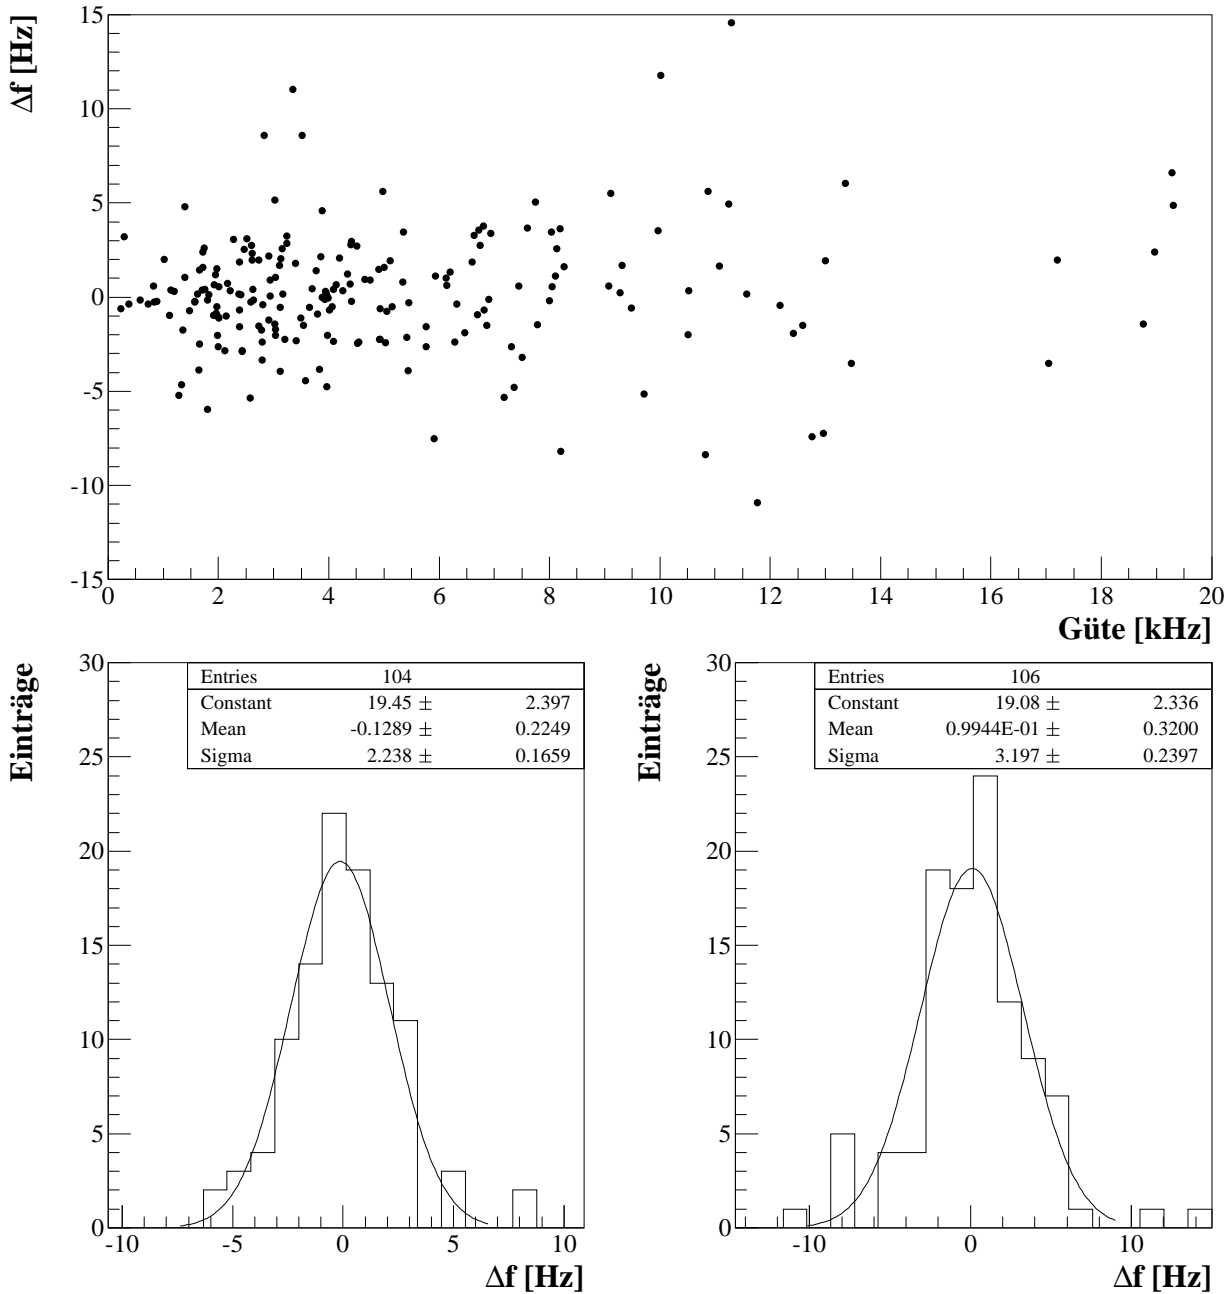 Δf [Hz]
15
10
5
0
-5
-10
-15
0 2 4 6 8 10 12 14 16 18 20
Güte [kHz]
Einträge
30
25
20
15
10
5
0
Entries 104
Constant 19.45 ± 2.397
Mean -0.1289 ± 0.2249
Sigma 2.238 ± 0.1659
-10 -5 0 5 10
Δf [Hz]
Einträge
30
25
20
15
10
5
0
Entries 106
Constant 19.08 ± 2.336
Mean 0.9944E-01 ± 0.3200
Sigma 3.197 ± 0.2397
-10 0 10
Δf [Hz]